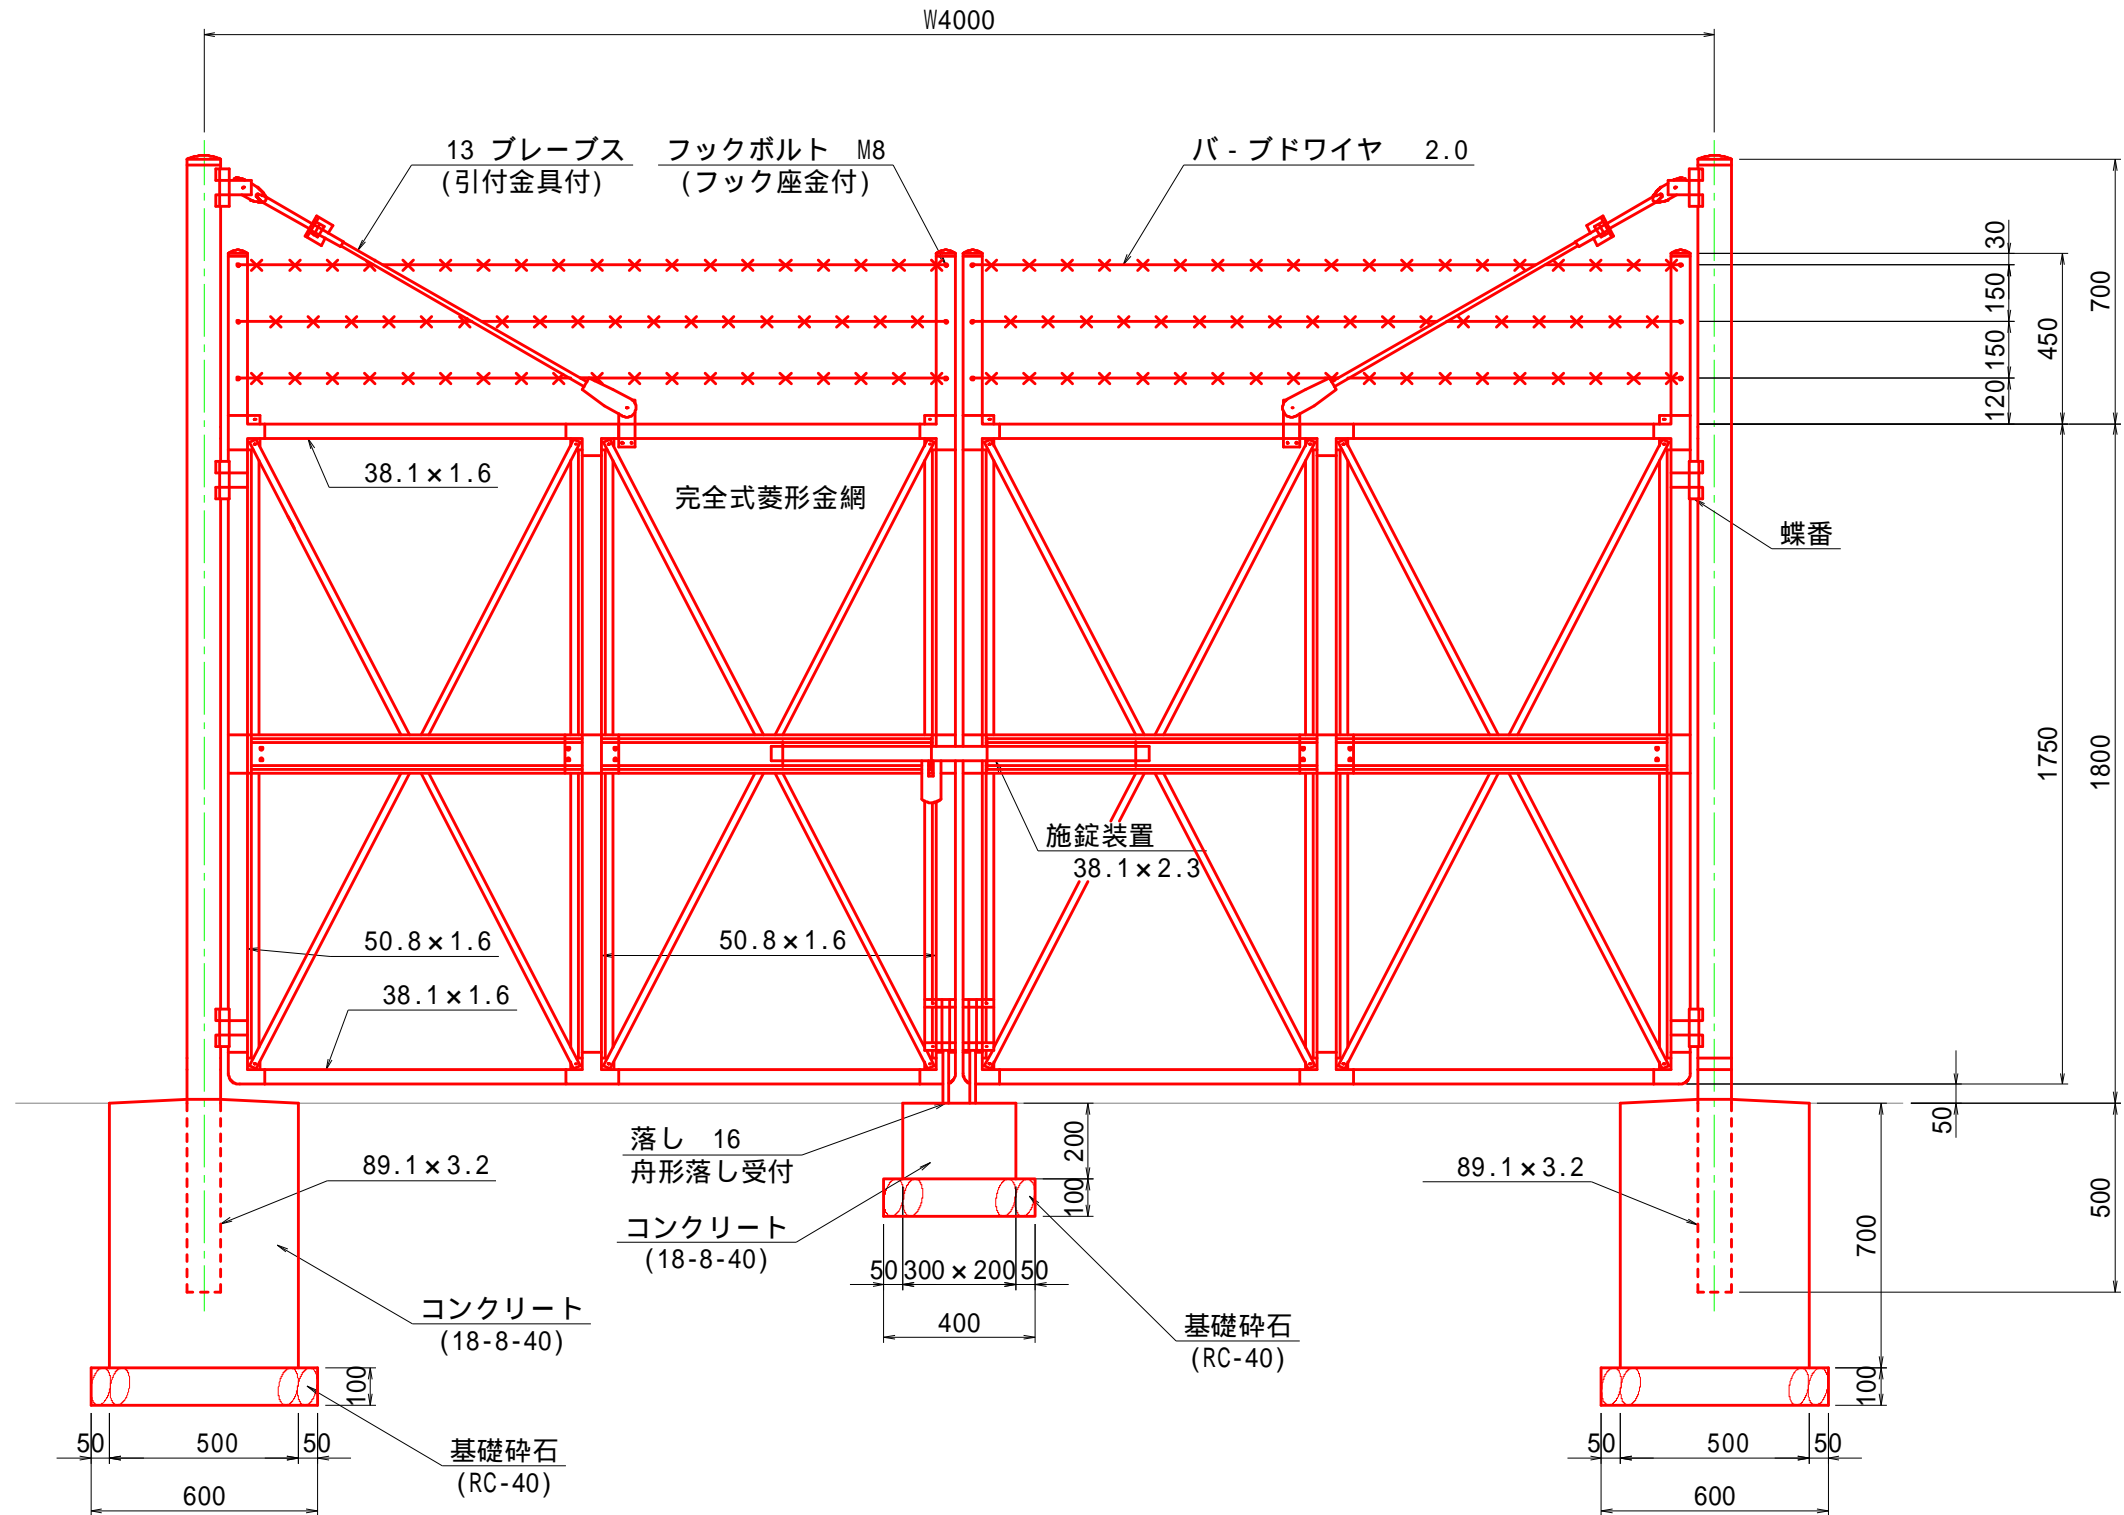 W4000
13 ブレーブス
(引付金具付)
フックボルト M8
(フック座金付)
バ-ブドワイヤ 2.0
30
150
150
120
450
700
38.1×1.6
完全式菱形金網
蝶番
1750
1800
施錠装置
38.1×2.3
50.8×1.6
50.8×1.6
38.1×1.6
50
落し 16
舟形落し受付
200
100
89.1×3.2
89.1×3.2
500
700
コンクリート
(18-8-40)
50 300×200 50
400
コンクリート
(18-8-40)
基礎砕石
(RC-40)
100
100
50 500 50
600
基礎砕石
(RC-40)
50 500 50
600